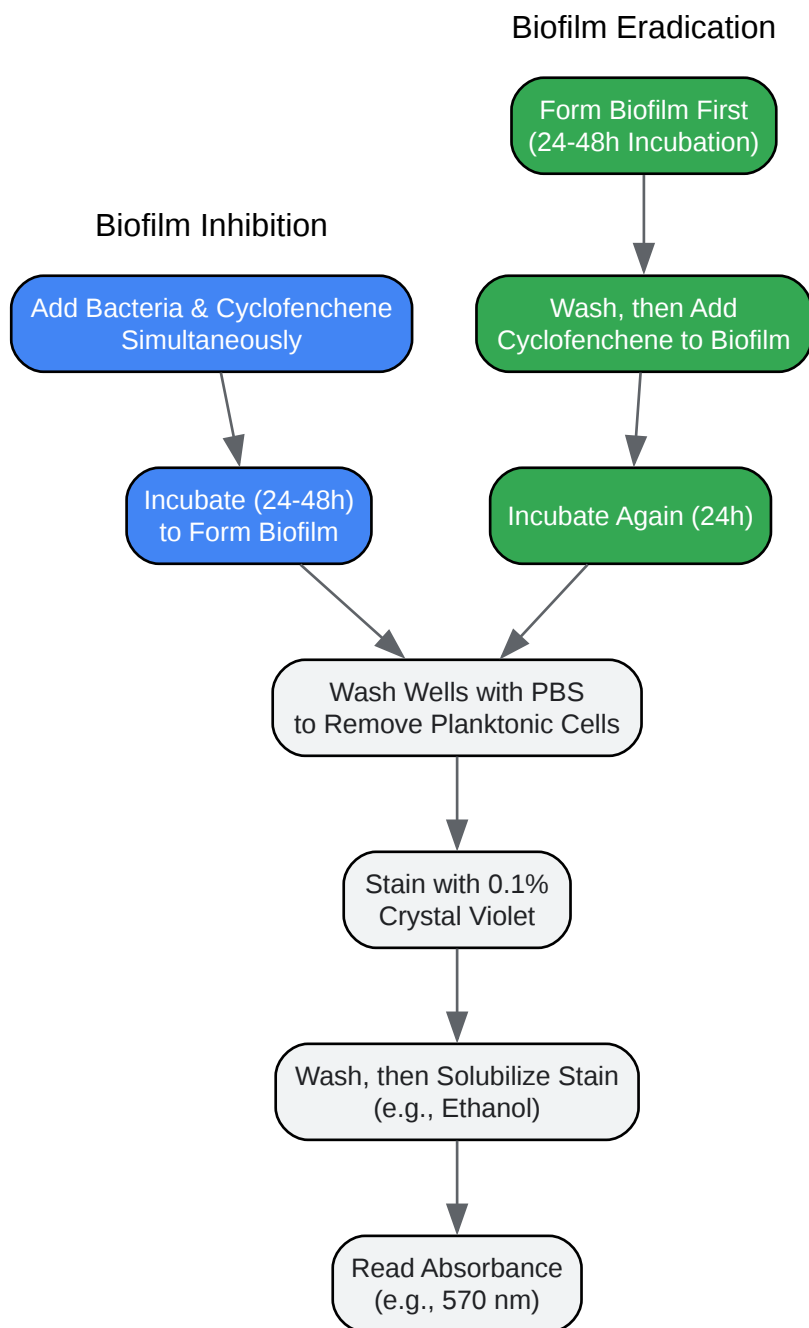 Biofilm Eradication
Form Biofilm First
(24-48h Incubation)
Biofilm Inhibition
Add Bacteria & Cyclofenchene
Simultaneously
Wash, then Add
Cyclofenchene to Biofilm
Incubate (24-48h)
to Form Biofilm
Incubate Again (24h)
Wash Wells with PBS
to Remove Planktonic Cells
Stain with 0.1%
Crystal Violet
Wash, then Solubilize Stain
(e.g., Ethanol)
Read Absorbance
(e.g., 570 nm)